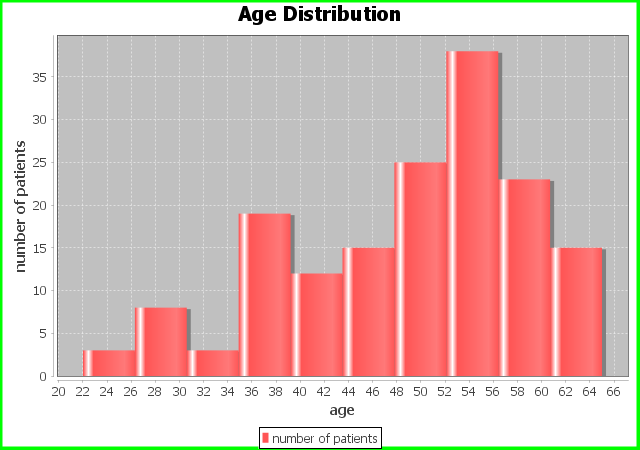 Age Distribution
number of patients
35
30
25
20
15
10
5
0
20 22 24 26 28 30 32 34 36 38 40 42 44 46 48 50 52 54 56 58 60 62 64 66
age
number of patients